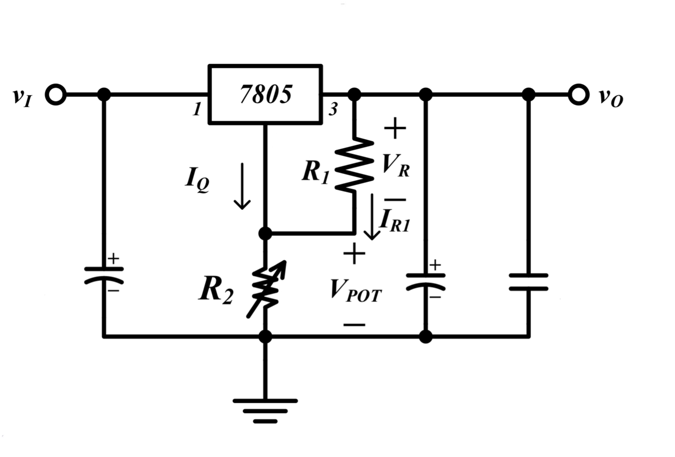 vI
7805
vO
1
3
+
R1
VR
IQ
−
IR1
+
+
−
R2
+
VPOT
+
−
−